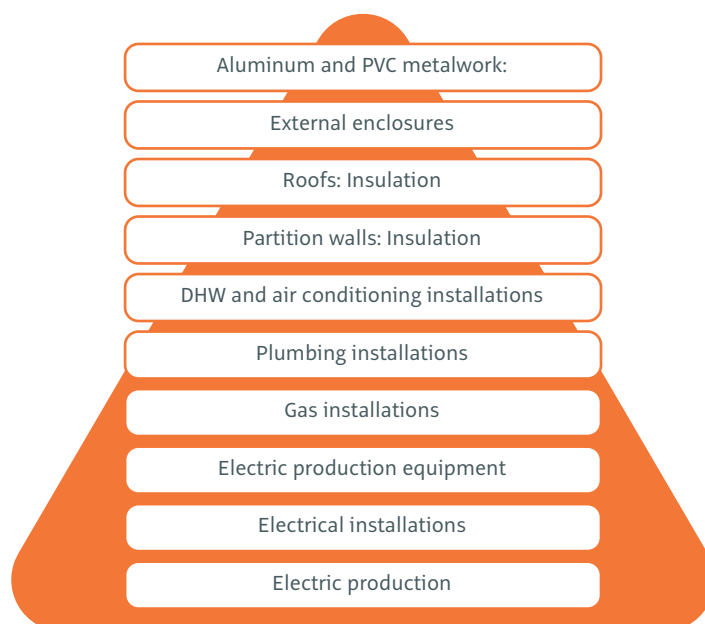 Aluminum and PVC metalwork:
External enclosures
Roofs: Insulation
Partition walls: Insulation
DHW and air conditioning installations
Plumbing installations
Gas installations
Electric production equipment
Electrical installations
Electric production